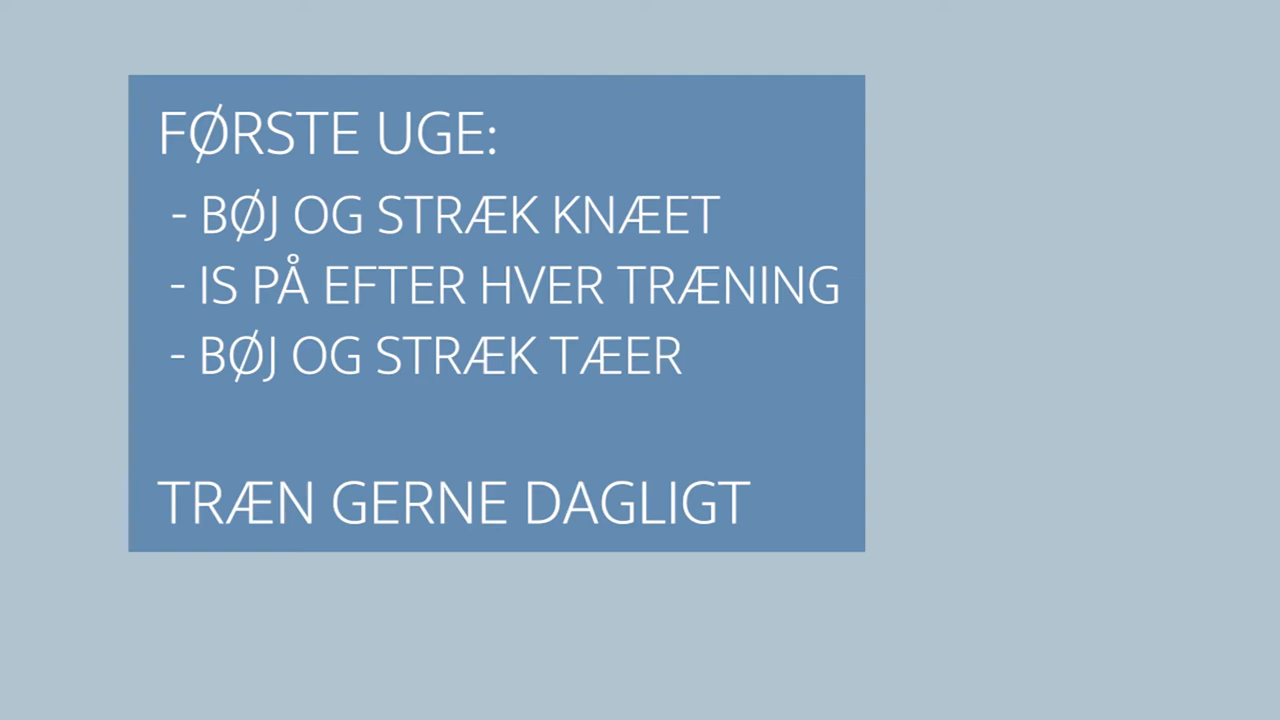 FØRSTE UGE:
- BØJ OG STRÆK KNÆET
- IS PÅ EFTER HVER TRÆNING
- BØJ OG STRÆK TÆER
TRÆN GERNE DAGLIGT